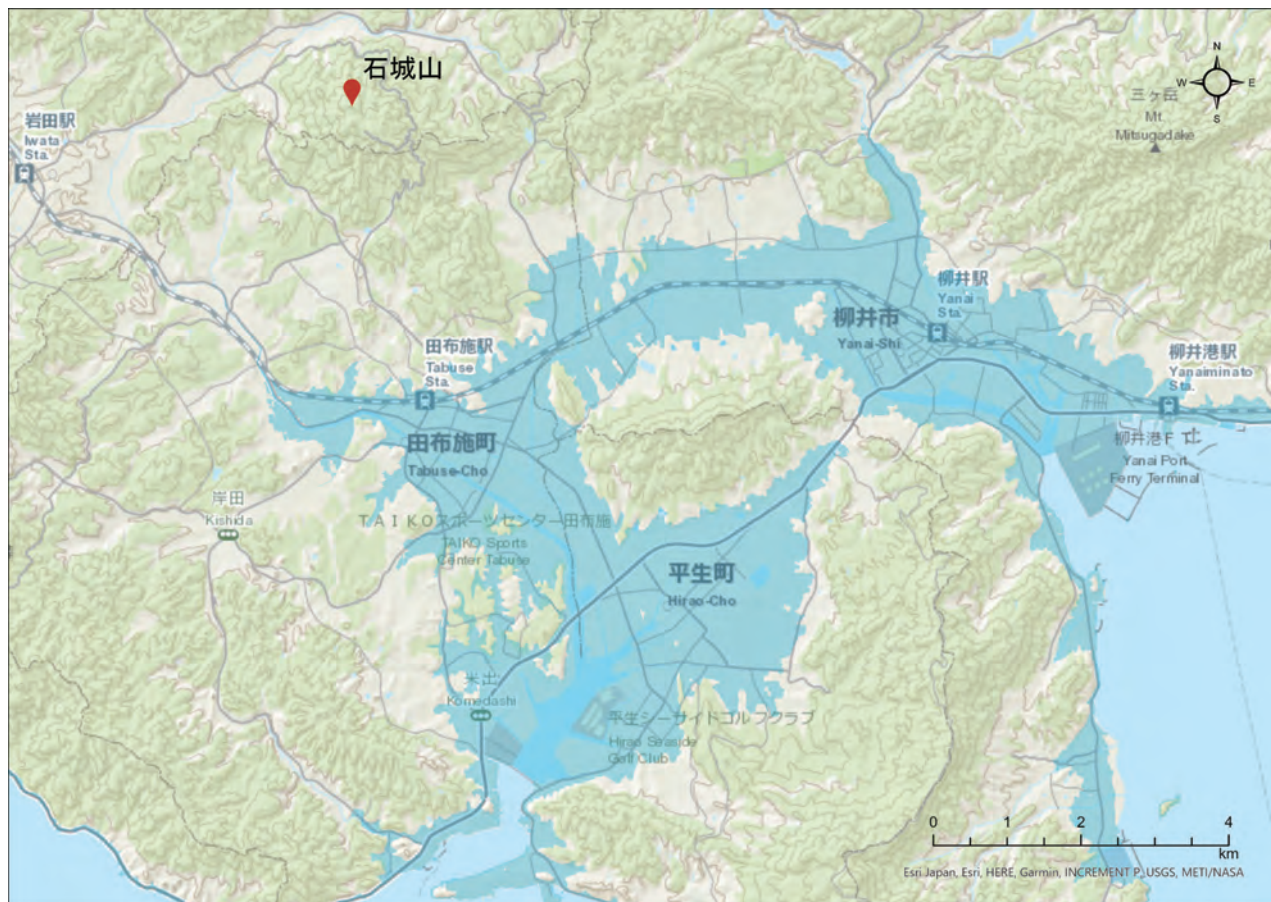 石城山
N
W
E
S
三ヶ岳
Mt.
Mitsugadake
岩田駅
Iwata
Sta.
柳井駅
Yanai
Sta.
柳井市
Yanai-Shi
田布施駅
Tabuse
Sta.
柳井港駅
Yanaiminato
Sta.
田布施町
Tabuse-Cho
柳井港F
Yanai Port
Ferry Terminal
岸田
Kishida
TAIKOスポーツセンター田布施
TAIKO Sports
Center Tabuse
平生町
Hirao-Cho
米出
Komedashi
平生シーサイドゴルフクラブ
Hirao Seaside
Golf Club
0 1 2 4
km
Esri Japan, Esri, HERE, Garmin, INCREMENT P, USGS, METI/NASA